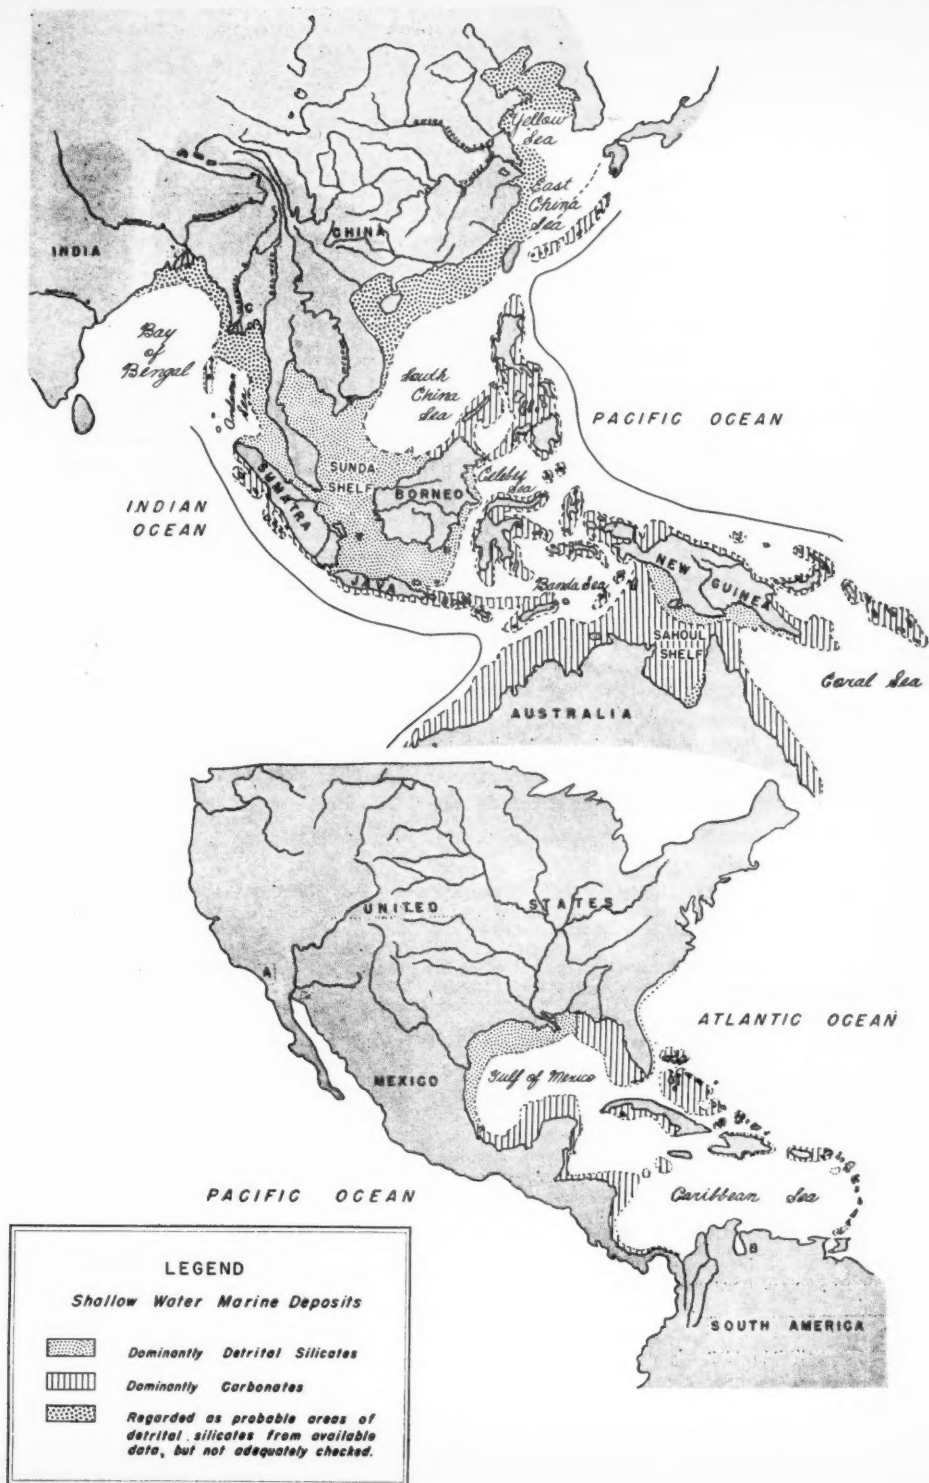 Yellow
Sea
East
China
Sea
CHINA
INDIA
Bay
of
Bengal
Andaman
Sea
South
China
Sea
PACIFIC OCEAN
SUNDA
SHELF
SUMATRA
BORNEO
Celebes
Sea
INDIAN
OCEAN
JAVA
Banda Sea
NEW GUINEA
SAHOUL
SHELF
Coral Sea
AUSTRALIA
UNITED STATES
A
ATLANTIC OCEAN
MEXICO
Gulf of Mexico
PACIFIC OCEAN
Caribbean Sea
B
SOUTH AMERICA
LEGEND
Shallow Water Marine Deposits
Dominantly Detrital Silicates
Dominantly Carbonates
Regarded as probable areas of
detrital silicates from available
data, but not adequately checked.